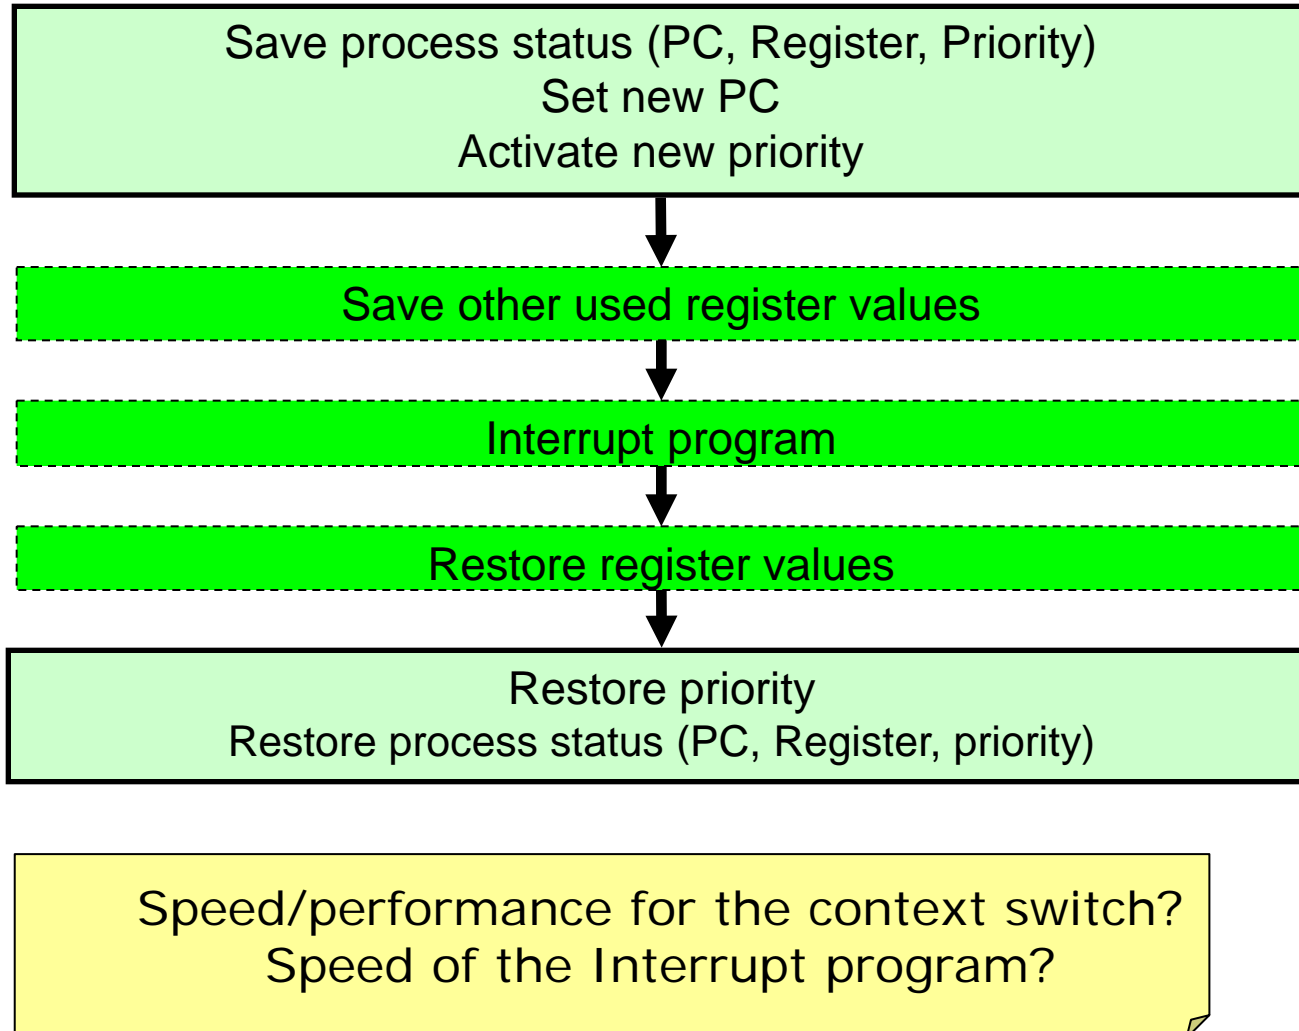 Save process status (PC, Register, Priority)
Set new PC
Activate new priority
Save other used register values
Interrupt program
Restore register values
Restore priority
Restore process status (PC, Register, priority)
Speed/performance for the context switch?
Speed of the Interrupt program?